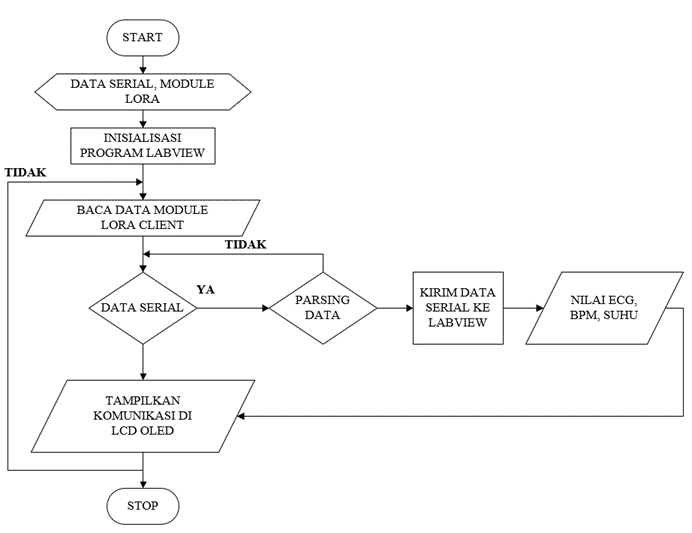 START
DATA SERIAL, MODULE
LORA
INISIALISASI
PROGRAM LABVIEW
TIDAK
BACA DATA MODULE
LORA CLIENT
TIDAK
DATA SERIAL
YA
PARSING
DATA
KIRIM DATA
SERIAL KE
LABVIEW
NILAI ECG,
BPM, SUHU
TAMPILKAN
KOMUNIKASI DI
LCD OLED
STOP